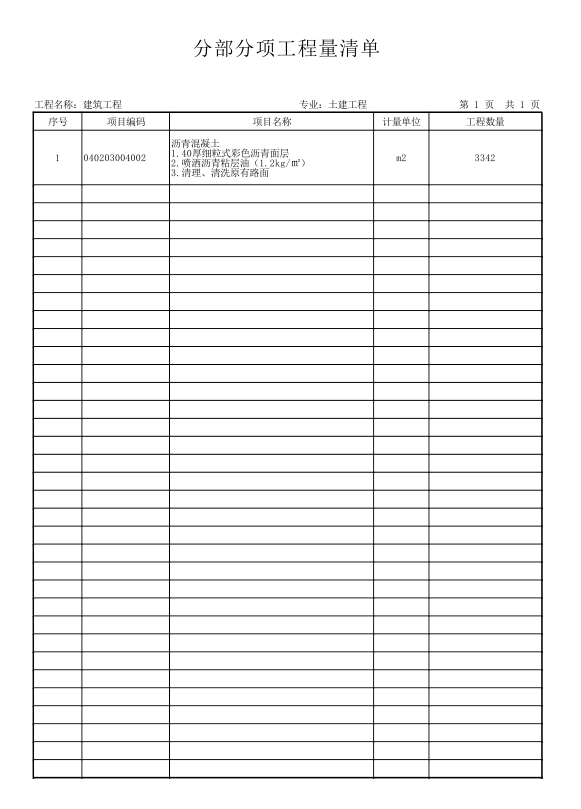 分部分项工程量清单
工程名称：建筑工程 专业：土建工程 第 1 页 共 1 页
序号 项目编码 项目名称 计量单位 工程数量
1 040203004002 沥青混凝土
1.40厚细粒式彩色沥青面层
2.喷洒沥青粘层油（1.2kg/㎡）
3.清理、清洗原有路面 m2 3342